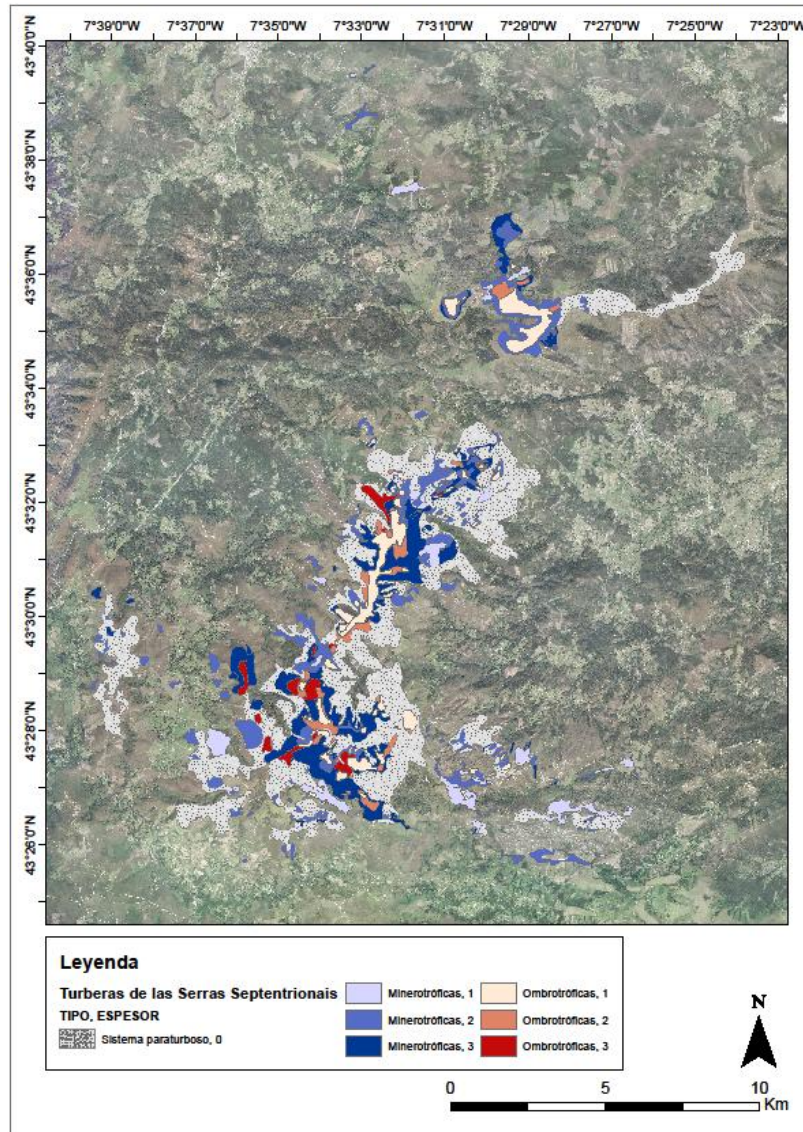 7°39'0"W 7°37'0"W 7°35'0"W 7°33'0"W 7°31'0"W 7°29'0"W 7°27'0"W 7°25'0"W 7°23'0"W
43°40'0"N
43°38'0"N
43°36'0"N
43°34'0"N
43°32'0"N
43°30'0"N
43°28'0"N
43°26'0"N
Leyenda
Turberas de las Serras Septentrionais
TIPO, ESPESOR
Sistema paraturboso, 0
Minerotróficas, 1
Minerotróficas, 2
Minerotróficas, 3
Ombrotróficas, 1
Ombrotróficas, 2
Ombrotróficas, 3
N
0 5 10
Km